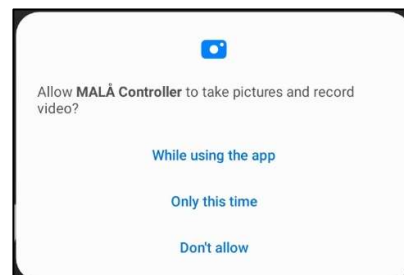 Allow MALÅ Controller to take pictures and record
video?
While using the app
Only this time
Don't allow